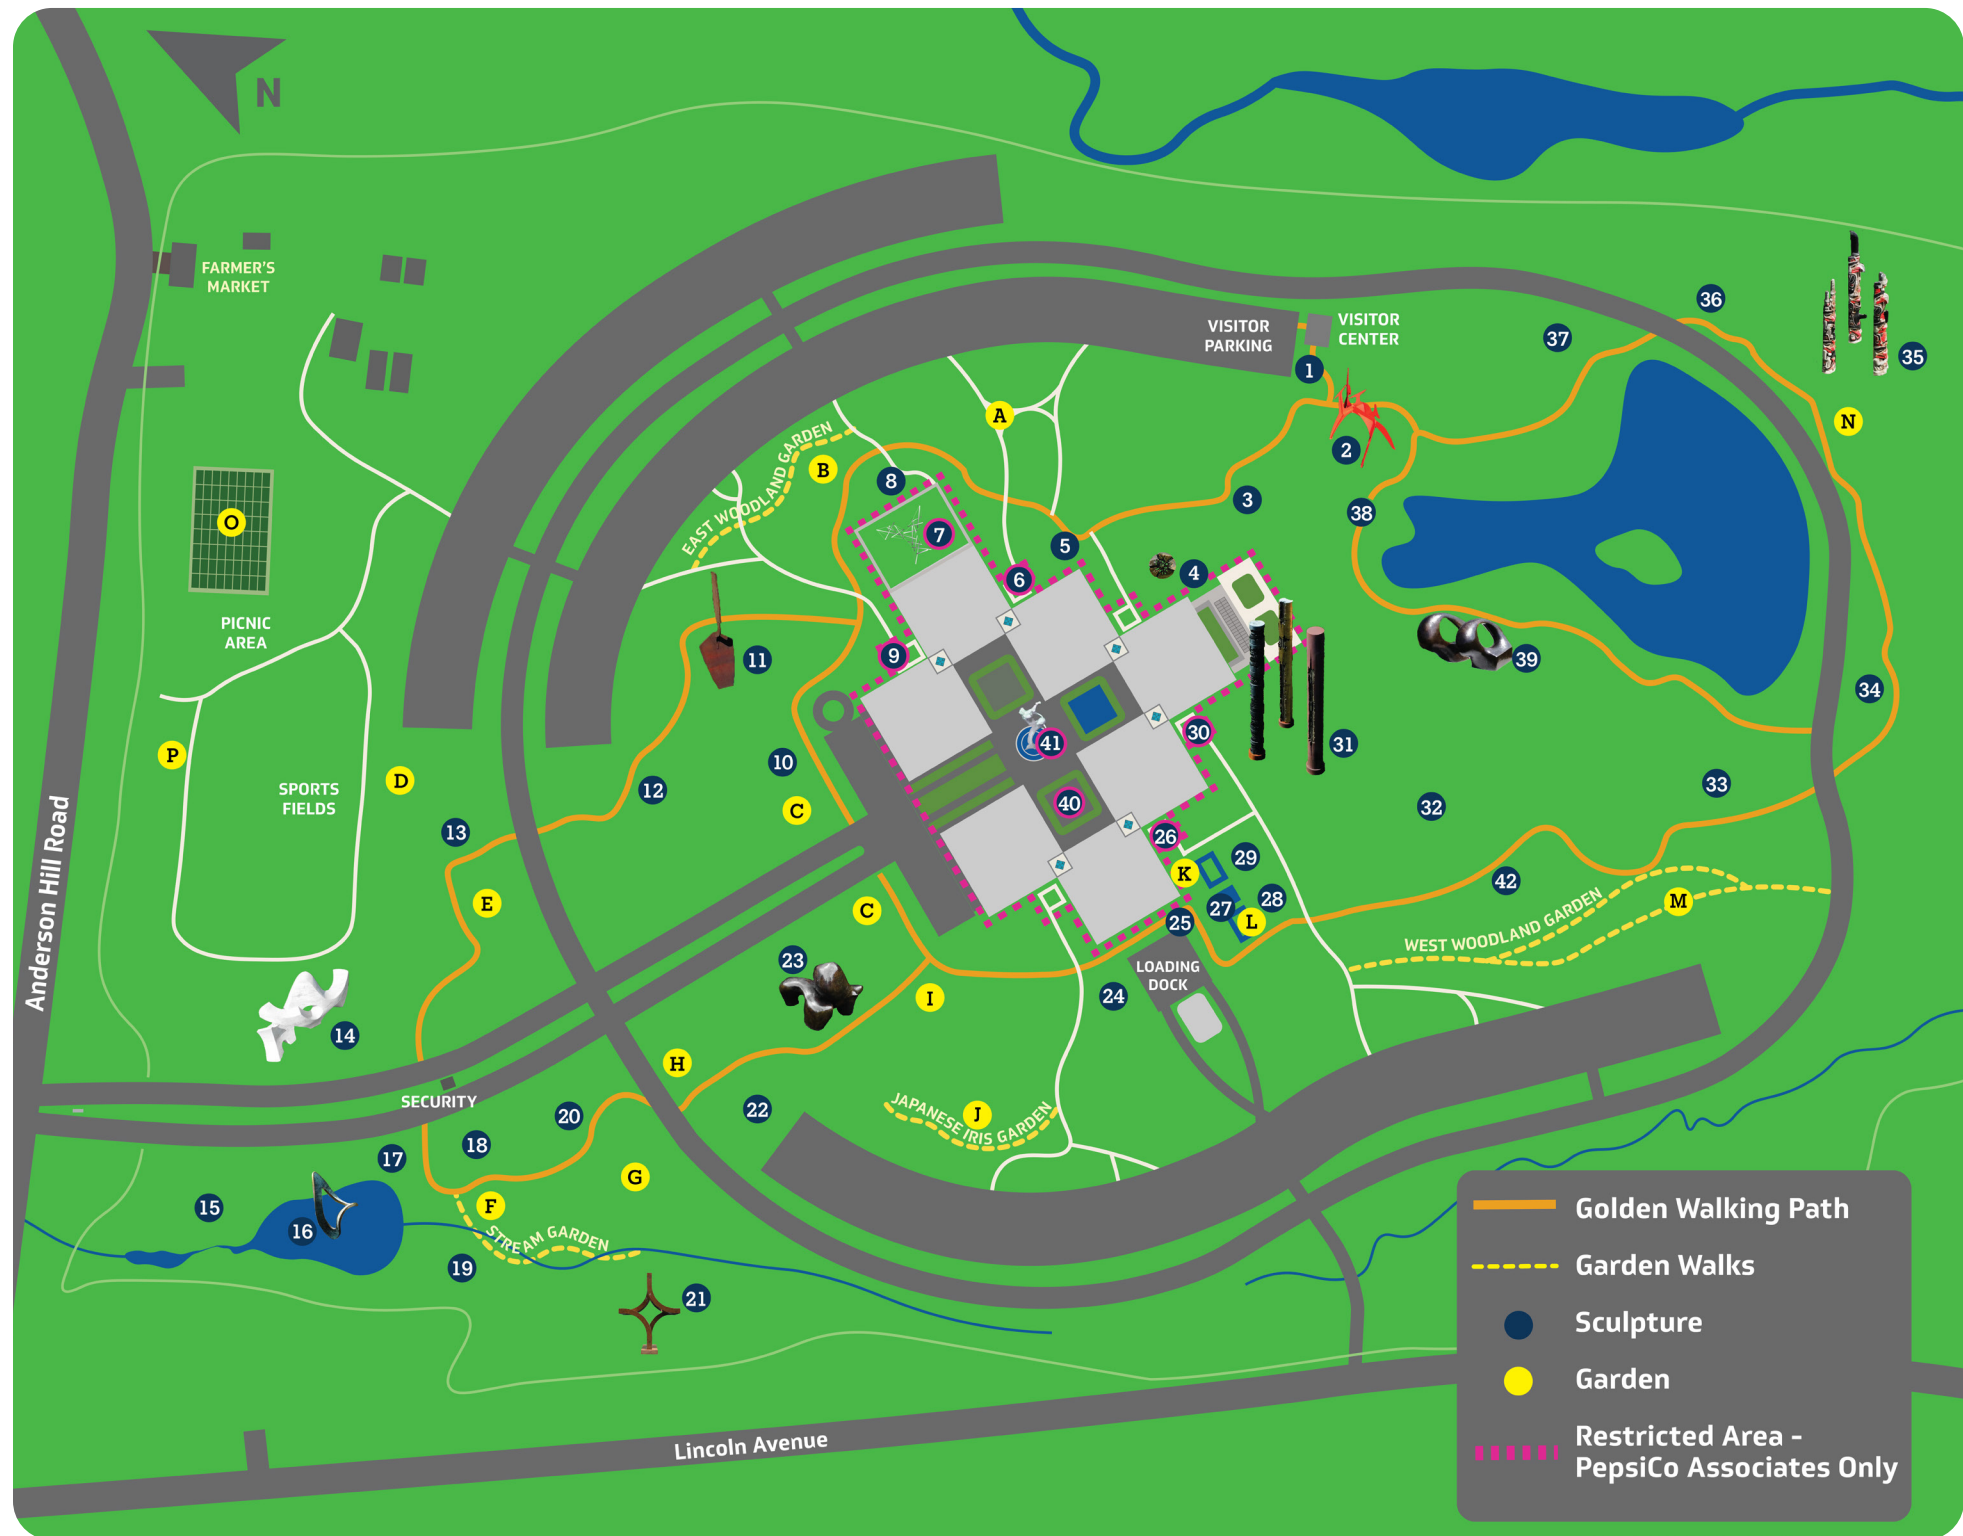 N
FARMER'S
MARKET
36
VISITOR
PARKING
VISITOR
CENTER
37
35
1
A
N
2
EAST WOODLAND GARDEN
B
8
3
38
O
7
5
6
4
PICNIC
AREA
9
11
39
34
30
41
31
P
10
D
SPORTS
FIELDS
12
33
40
32
C
13
26
29
K
42
28
E
27
M
C
25
L
WEST WOODLAND GARDEN
Anderson Hill Road
23
LOADING
DOCK
I
24
14
H
SECURITY
22
20
JAPANESE IRIS GARDEN
J
18
17
G
15
F
16
STREAM GARDEN
19
21
Lincoln Avenue
Golden Walking Path
Garden Walks
Sculpture
Garden
Restricted Area -
PepsiCo Associates Only